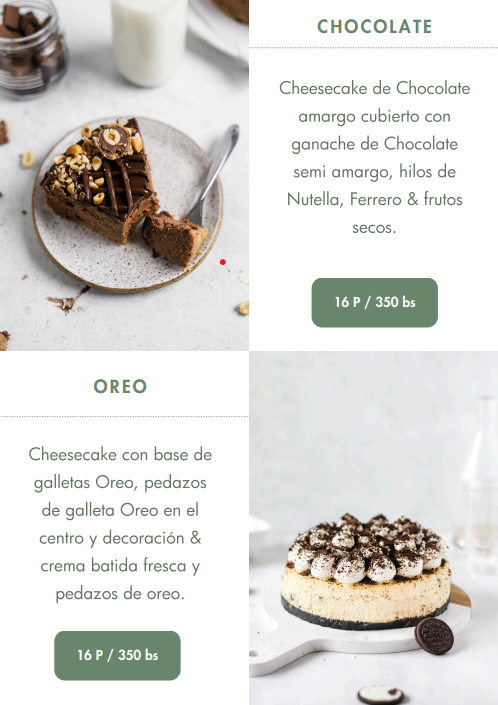 CHOCOLATE
Cheesecake de Chocolate
amargo cubierto con
ganache de Chocolate
semi amargo, hilos de
Nutella, Ferrero & frutos
secos.
16 P / 350 bs
OREO
Cheesecake con base de
galletas Oreo, pedazos
de galleta Oreo en el
centro y decoración &
crema batida fresca y
pedazos de oreo.
16 P / 350 bs